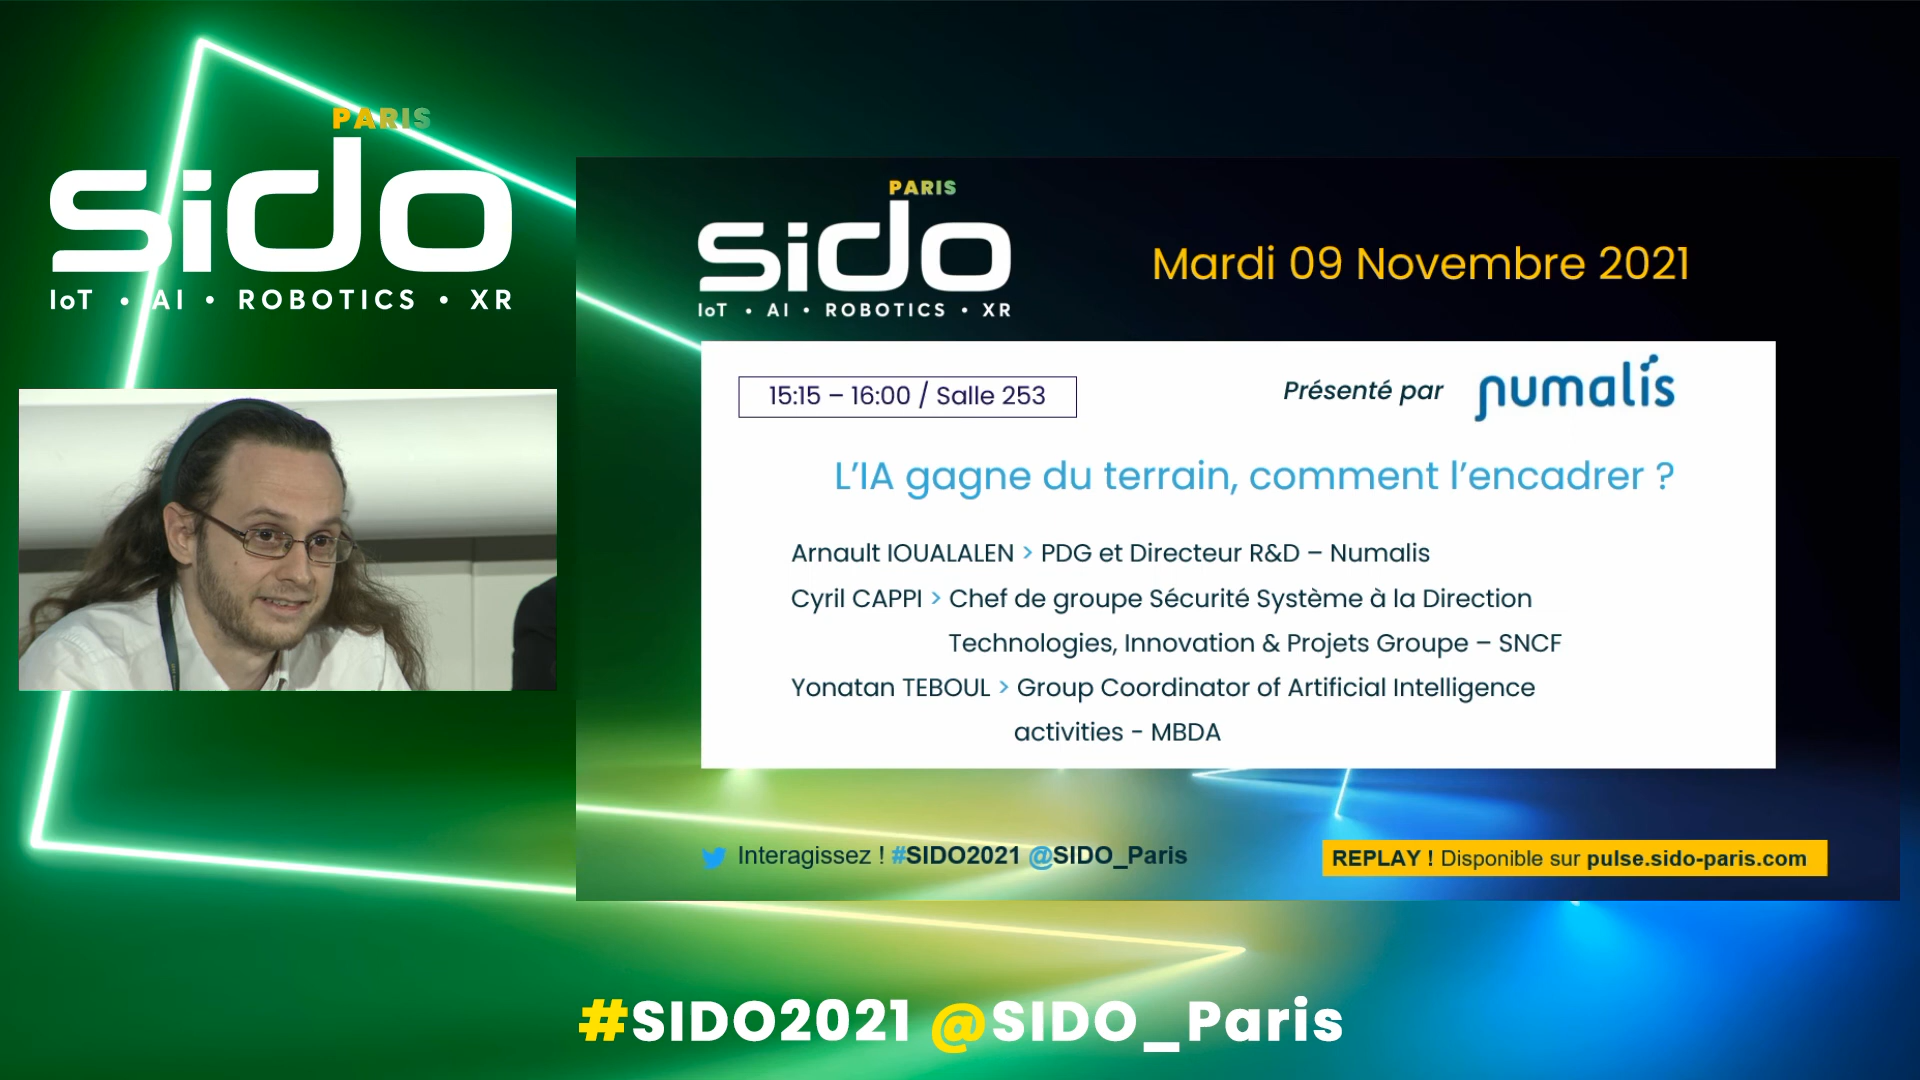 PARIS
sido
IoT • AI • ROBOTICS • XR
PARIS
sido
IoT • AI • ROBOTICS • XR
Mardi 09 Novembre 2021
15:15 – 16:00 / Salle 253
Présenté par numalis
L’IA gagne du terrain, comment l’encadrer ?
Arnault IOUALALEN > PDG et Directeur R&D – Numalis
Cyril CAPPI > Chef de groupe Sécurité Système à la Direction
Technologies, Innovation & Projets Groupe – SNCF
Yonatan TEBOUL > Group Coordinator of Artificial Intelligence
activities - MBDA
Interagissez ! #SIDO2021 @SIDO_Paris
REPLAY ! Disponible sur pulse.sido-paris.com
#SIDO2021 @SIDO_Paris